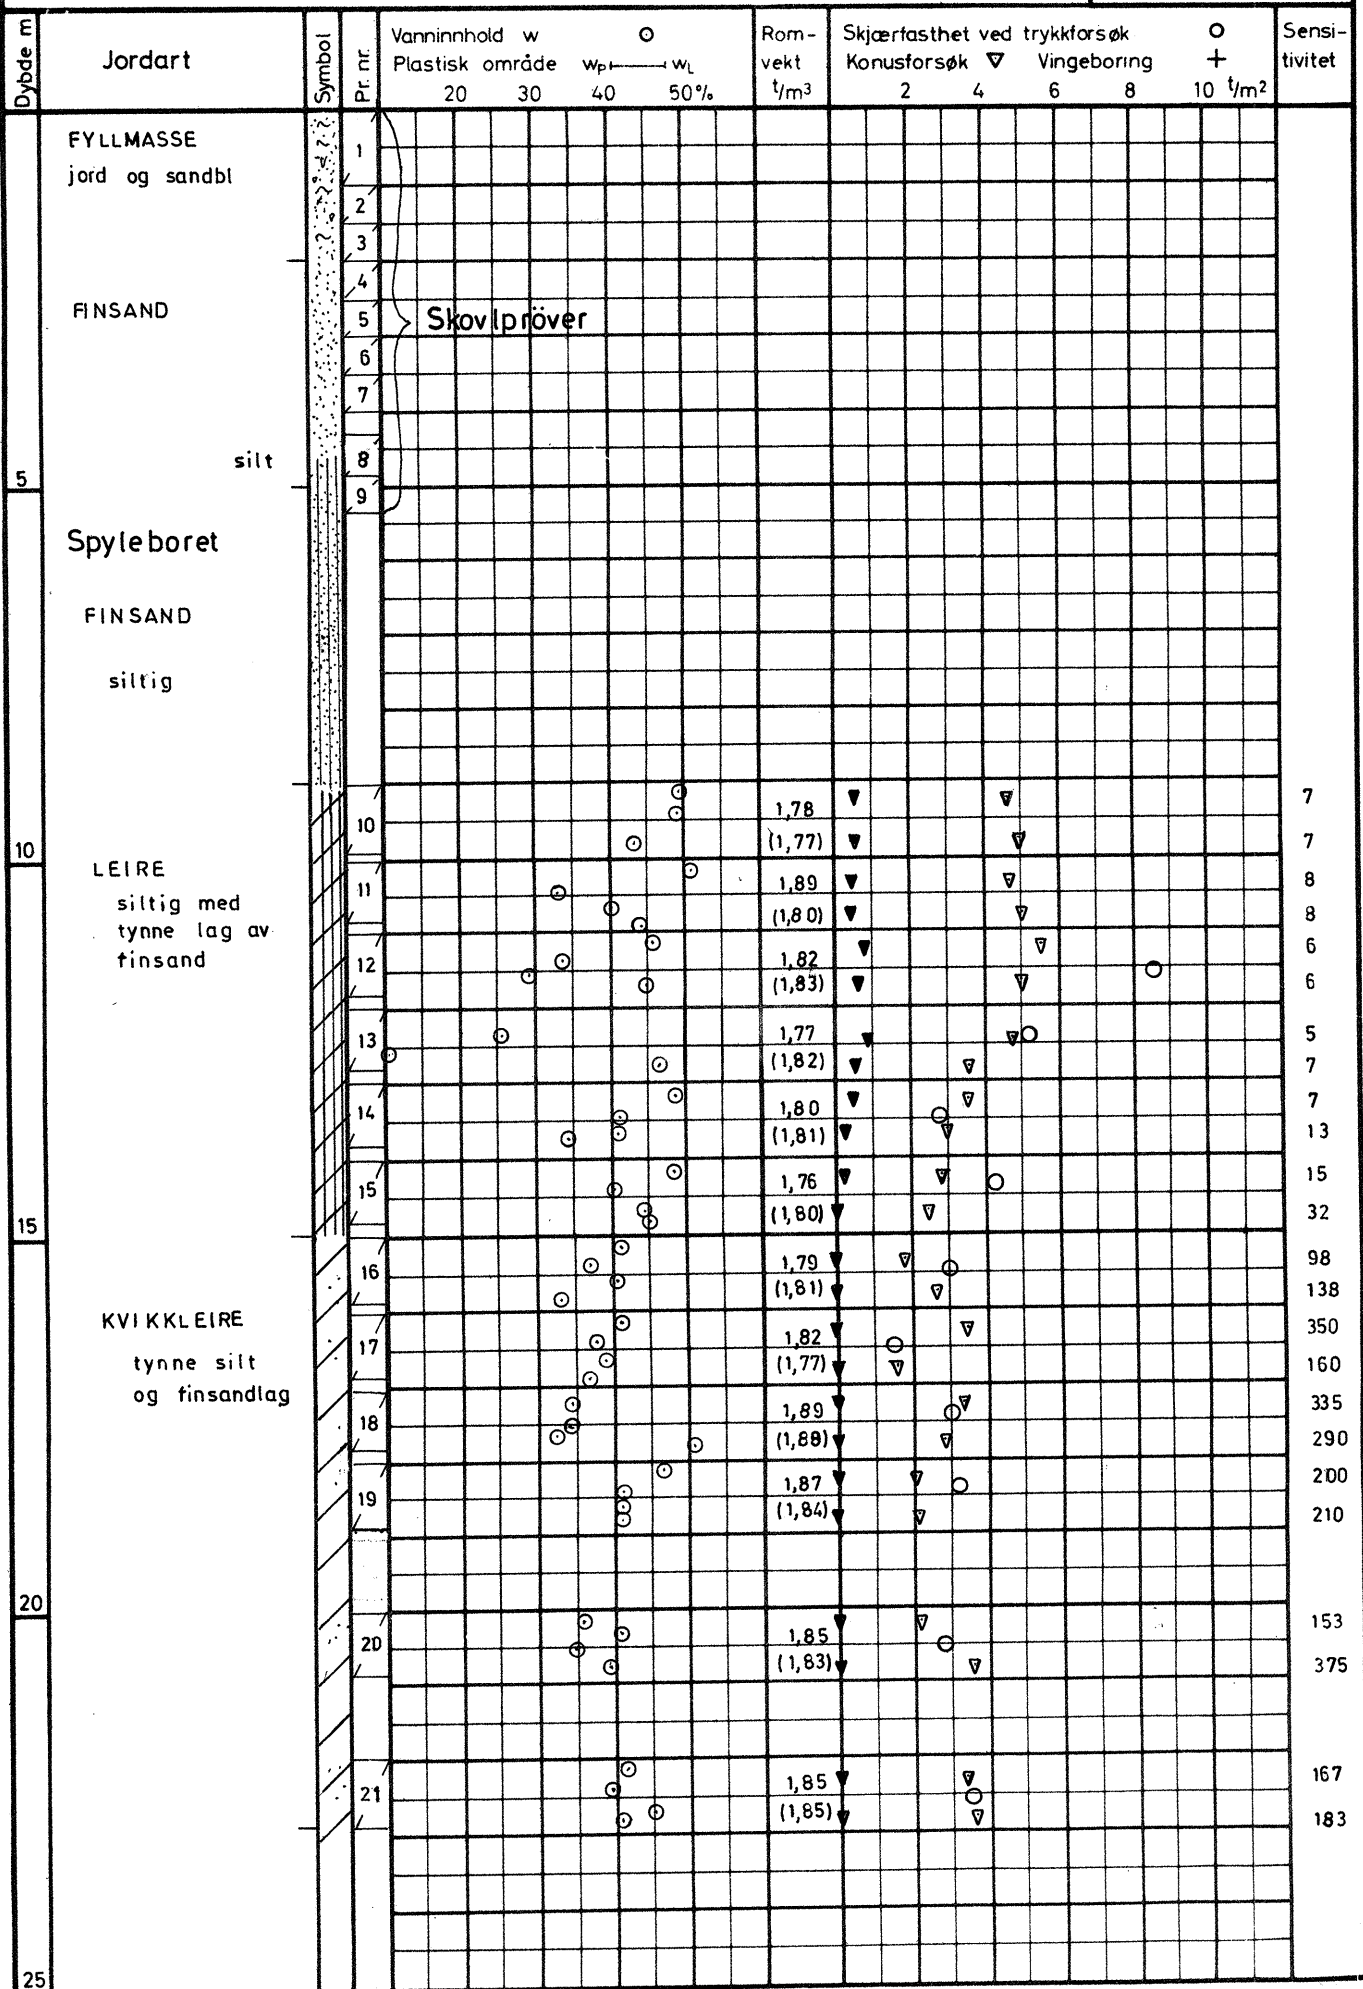 Dybde m
Jordart
Symbol
Pr. nr.
Vanninnhold w
Plastisk område wP wL
20 30 40 50%
Rom-
vekt
t/m3
Skjærfasthet ved trykkforsøk
Konusforsøk Vingeboring
2 4 6 8 10 t/m2
Sensi-
tivitet
FYLLMASSE
jord og sandbl
1
2
3
4
FINSAND
5
Skovlpröver
6
7
silt
8
5
9
Spyleboret
FINSAND
siltig
10
1,78
7
(1,77)
7
10
LEIRE
siltig med
tynne lag av
finsand
11
1,89
8
(1,80)
8
12
1,82
6
(1,83)
6
13
1,77
5
(1,82)
7
14
1,80
7
(1,81)
13
15
1,76
15
(1,80)
32
15
16
1,79
98
(1,81)
138
KVIKKLEIRE
tynne silt
og finsandlag
17
1,82
350
(1,77)
160
18
1,89
335
(1,88)
290
19
1,87
200
(1,84)
210
20
20
1,85
153
(1,83)
375
21
1,85
167
(1,85)
183
25